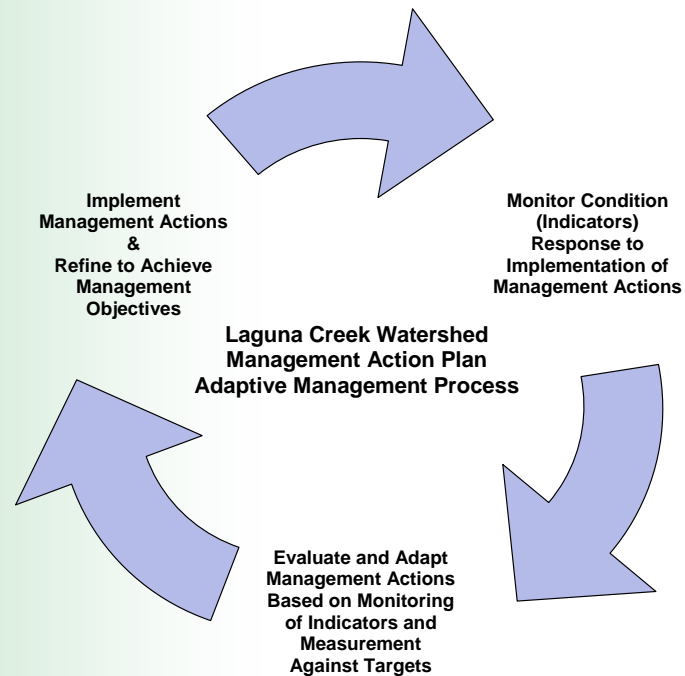 Implement
Management Actions
&
Refine to Achieve
Management
Objectives
Monitor Condition
(Indicators)
Response to
Implementation of
Management Actions
Laguna Creek Watershed
Management Action Plan
Adaptive Management Process
Evaluate and Adapt
Management Actions
Based on Monitoring
of Indicators and
Measurement
Against Targets